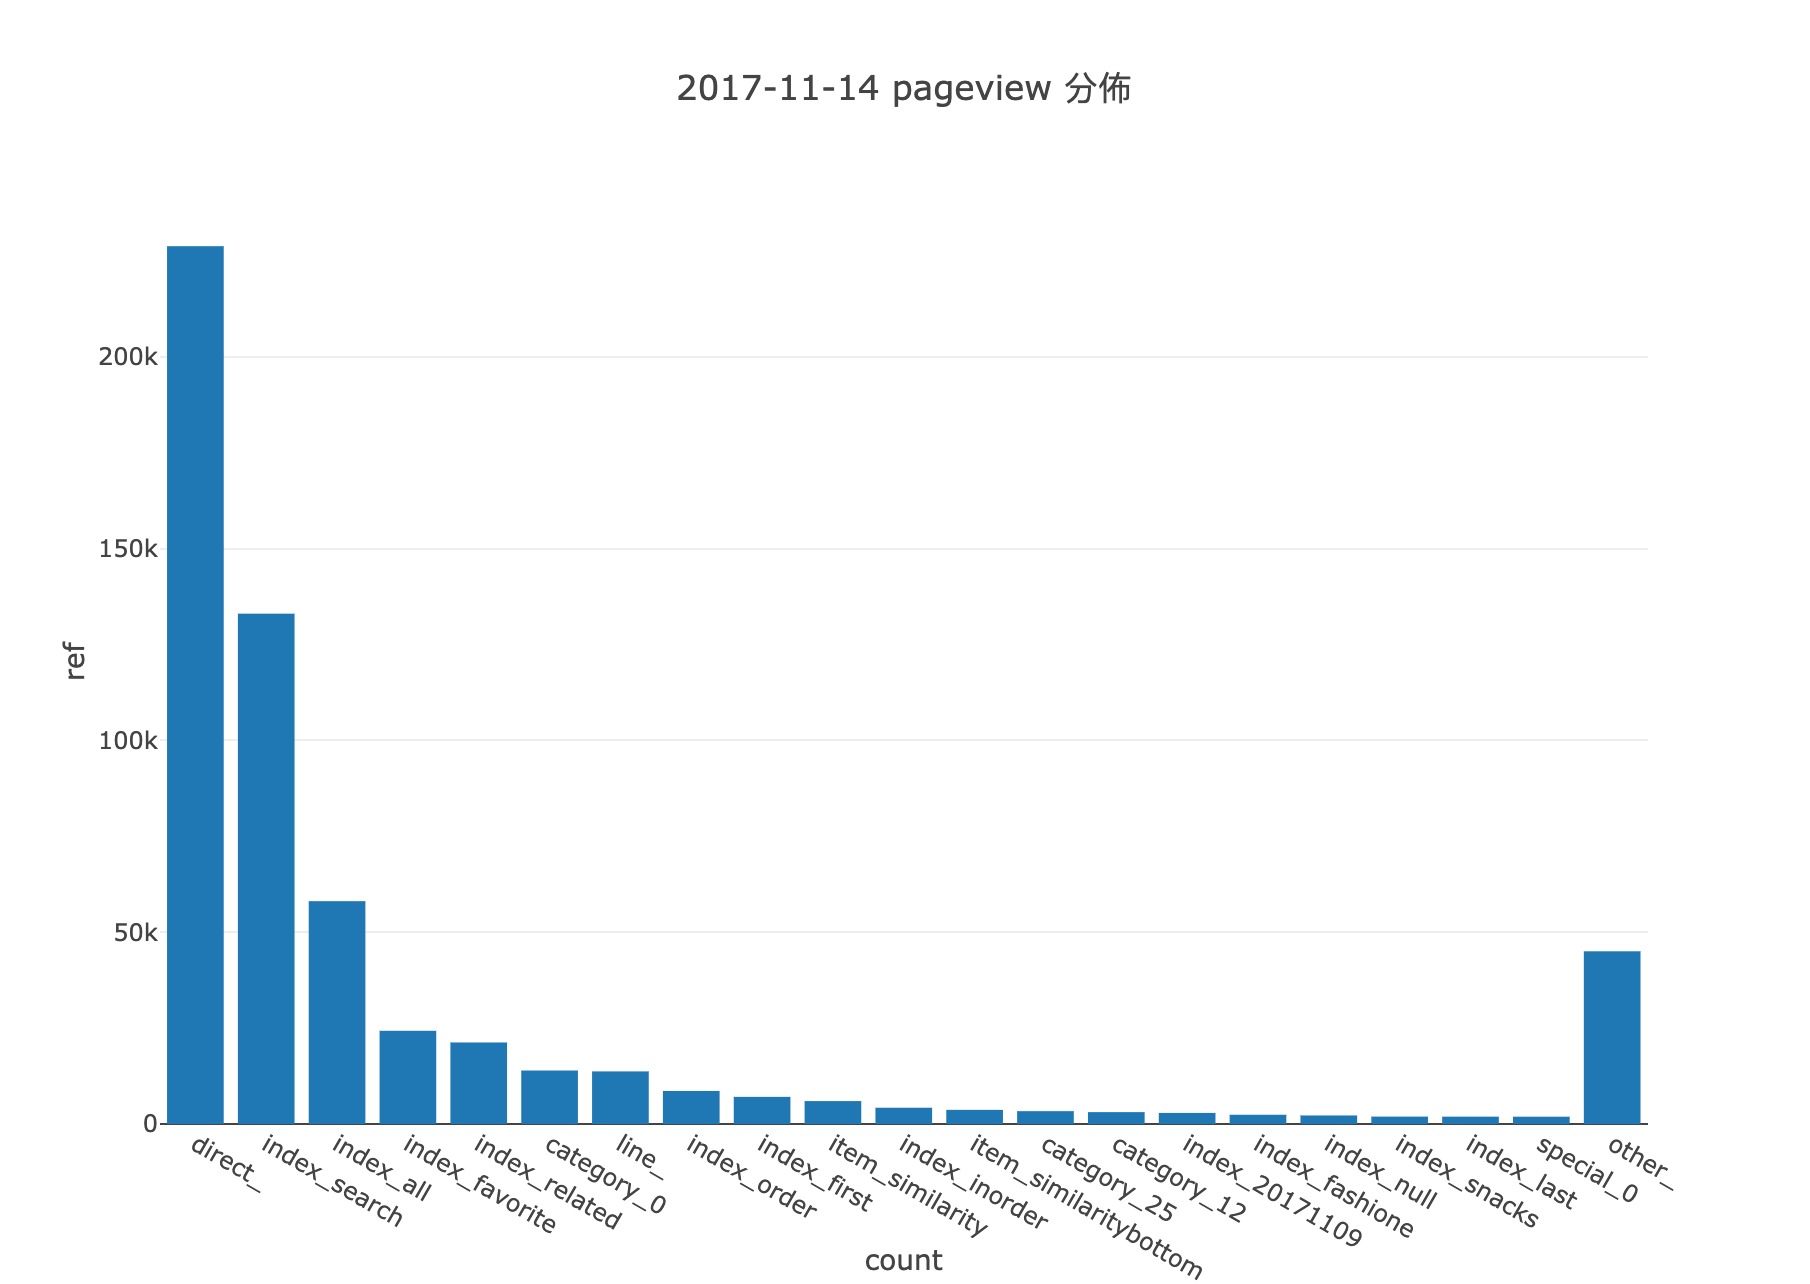 2017-11-14 pageview 分佈
ref
200k
150k
100k
50k
0
direct_
index_search
index_all
index_favorite
index_related
category_0
line_
index_order
index_first
item_similarity
index_inorder
item_similaritybottom
category_25
category_12
index_20171109
index_fashione
index_null
index_snacks
index_last
special_0
other_
count